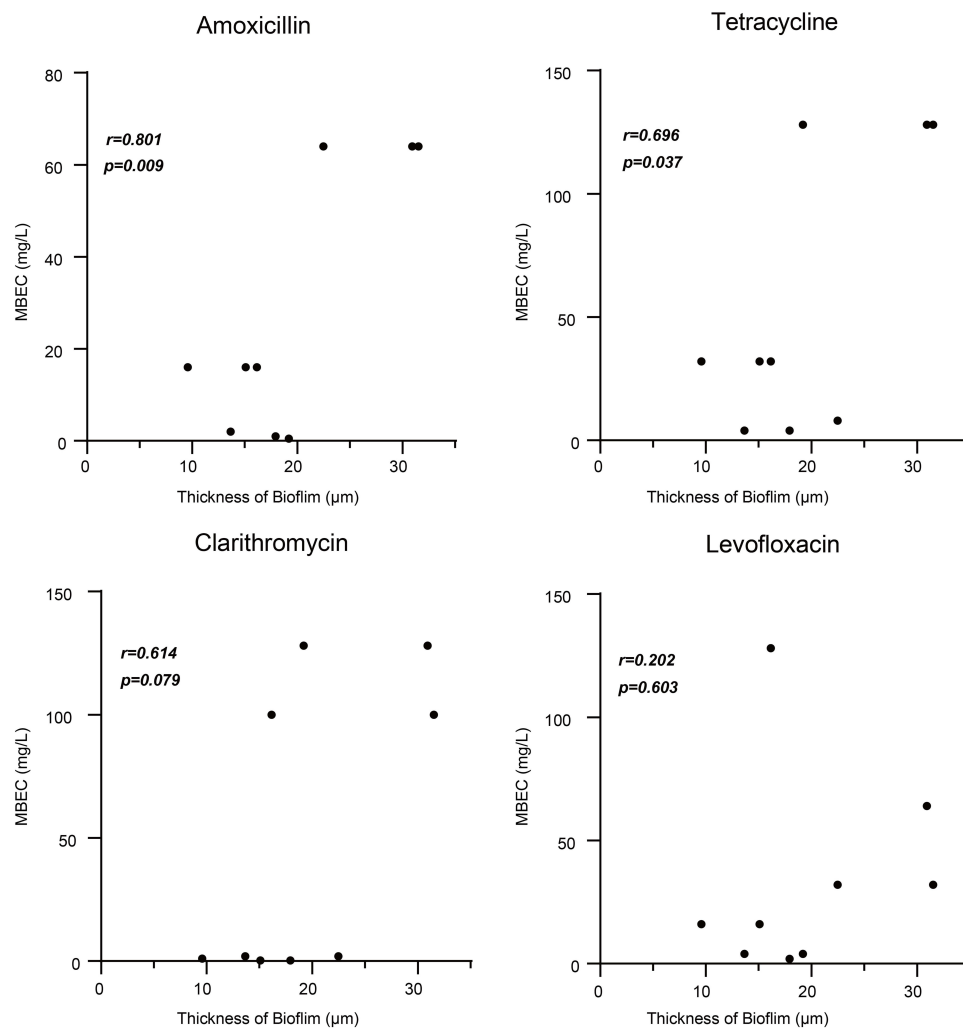 Amoxicillin
80
60
40
20
0
0 10 20 30
r=0.801
p=0.009
MBEC (mg/L)
Thickness of Bioflim (μm)
Tetracycline
150
100
50
0
0 10 20 30
r=0.696
p=0.037
MBEC (mg/L)
Thickness of Bioflim (μm)
Clarithromycin
150
100
50
0
0 10 20 30
r=0.614
p=0.079
MBEC (mg/L)
Thickness of Bioflim (μm)
Levofloxacin
150
100
50
0
0 10 20 30
r=0.202
p=0.603
MBEC (mg/L)
Thickness of Bioflim (μm)